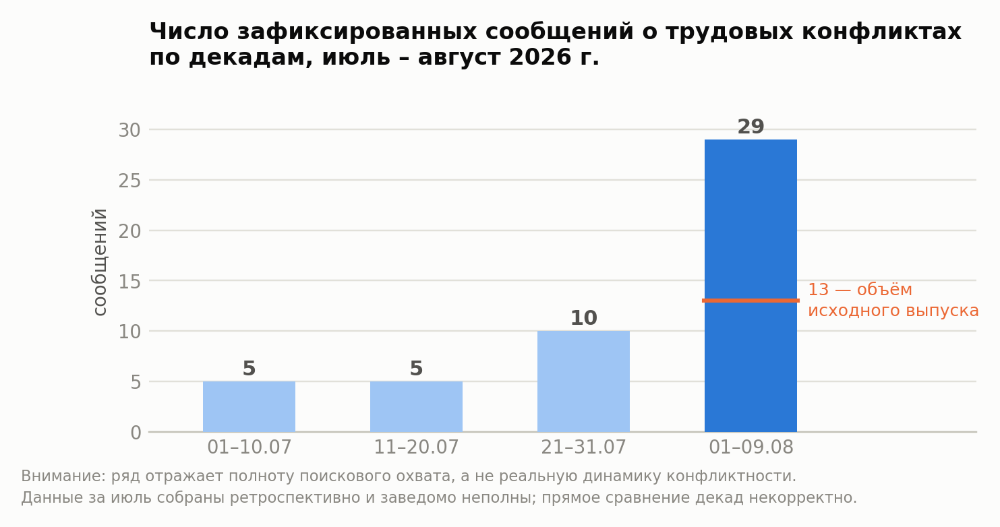 Число зафиксированных сообщений о трудовых конфликтах
по декадам, июль – август 2026 г.
сообщений
30
25
20
15
10
5
0
5
5
10
29
13 — объём
исходного выпуска
01–10.07
11–20.07
21–31.07
01–09.08
Внимание: ряд отражает полноту поискового охвата, а не реальную динамику конфликтности.
Данные за июль собраны ретроспективно и заведомо неполны; прямое сравнение декад некорректно.